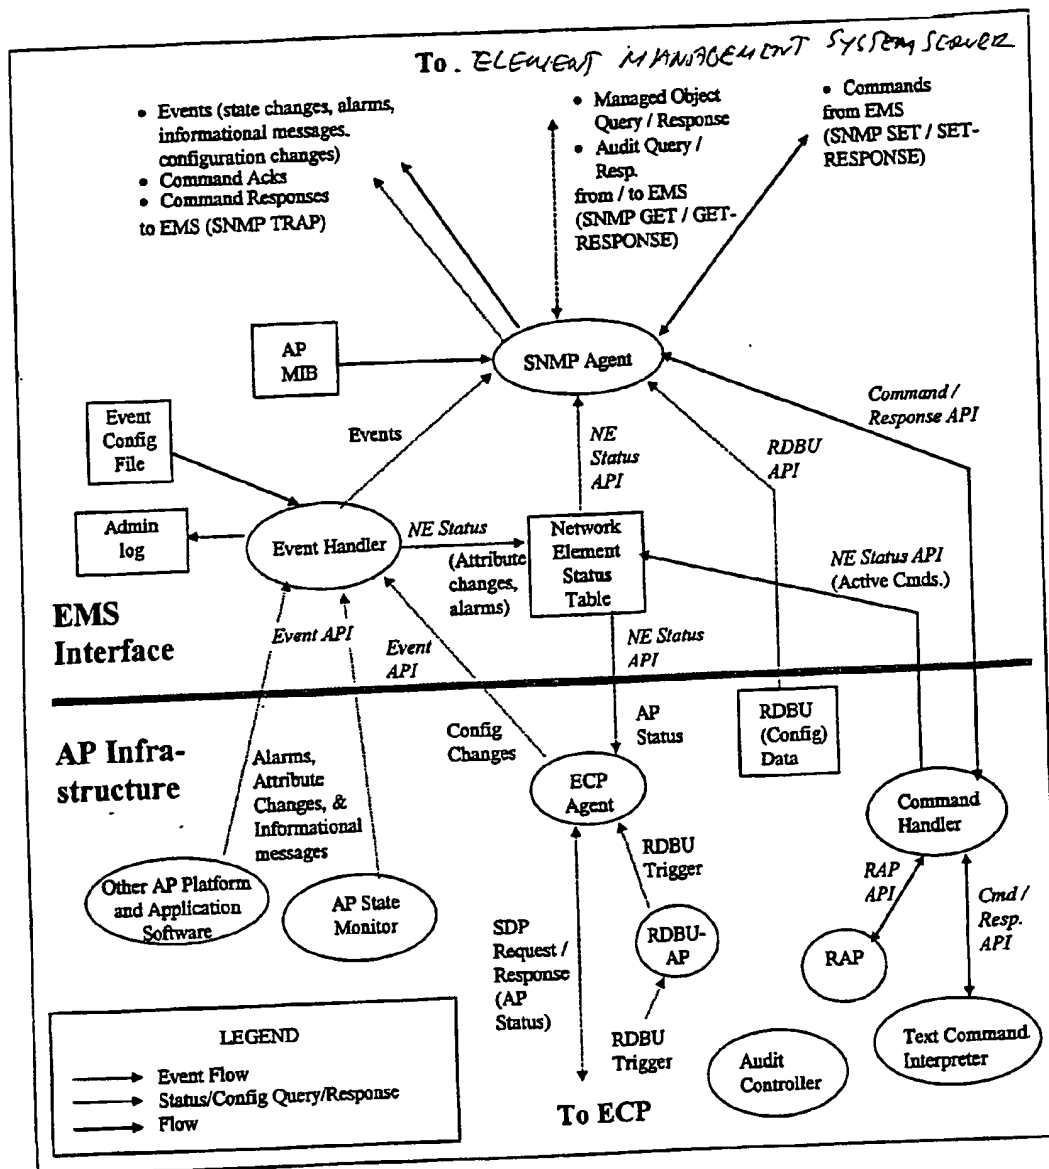 To . ELEMENT MANAGEMENT SYSTEM SERVER
• Events (state changes, alarms,
informational messages.
configuration changes)
• Command Acks
• Command Responses
to EMS (SNMP TRAP)
• Managed Object
Query / Response
• Audit Query /
Resp.
from / to EMS
(SNMP GET / GET-
RESPONSE)
• Commands
from EMS
(SNMP SET / SET-
RESPONSE)
AP
MIB
SNMP Agent
Event
Config
File
Events
NE
Status
API
RDBU
API
Command /
Response API
Admin
log
Event Handler
NE Status
(Attribute
changes,
alarms)
Network
Element
Status
Table
NE Status API
(Active Cmds.)
EMS
Interface
Event API
Event
API
NE Status
API
AP Infra-
structure
Alarms,
Attribute
Changes, &
Informational
messages
Config
Changes
AP
Status
RDBU
(Config)
Data
ECP
Agent
Command
Handler
Other AP Platform
and Application
Software
AP State
Monitor
RDBU
Trigger
RAP
API
Cmd /
Resp.
API
SDP
Request /
Response
(AP
Status)
RDBU-
AP
RAP
RDBU
Trigger
Audit
Controller
Text Command
Interpreter
To ECP
LEGEND
Event Flow
Status/Config Query/Response
Flow